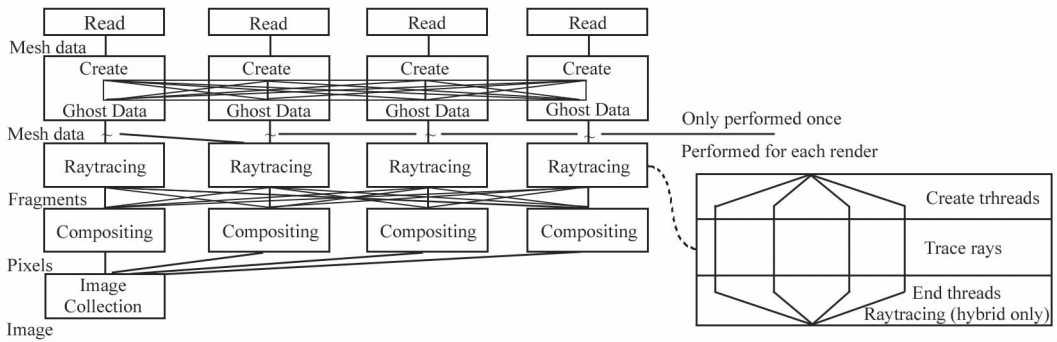 Read Read Read Read
Mesh data
Create Create Create Create
Ghost Data Ghost Data Ghost Data Ghost Data
Mesh data
Only performed once
Raytracing Raytracing Raytracing Raytracing
Performed for each render
Fragments
Create trhreads
Compositing Compositing Compositing Compositing
Trace rays
Pixels
Image
Collection
End threads
Raytracing (hybrid only)
Image